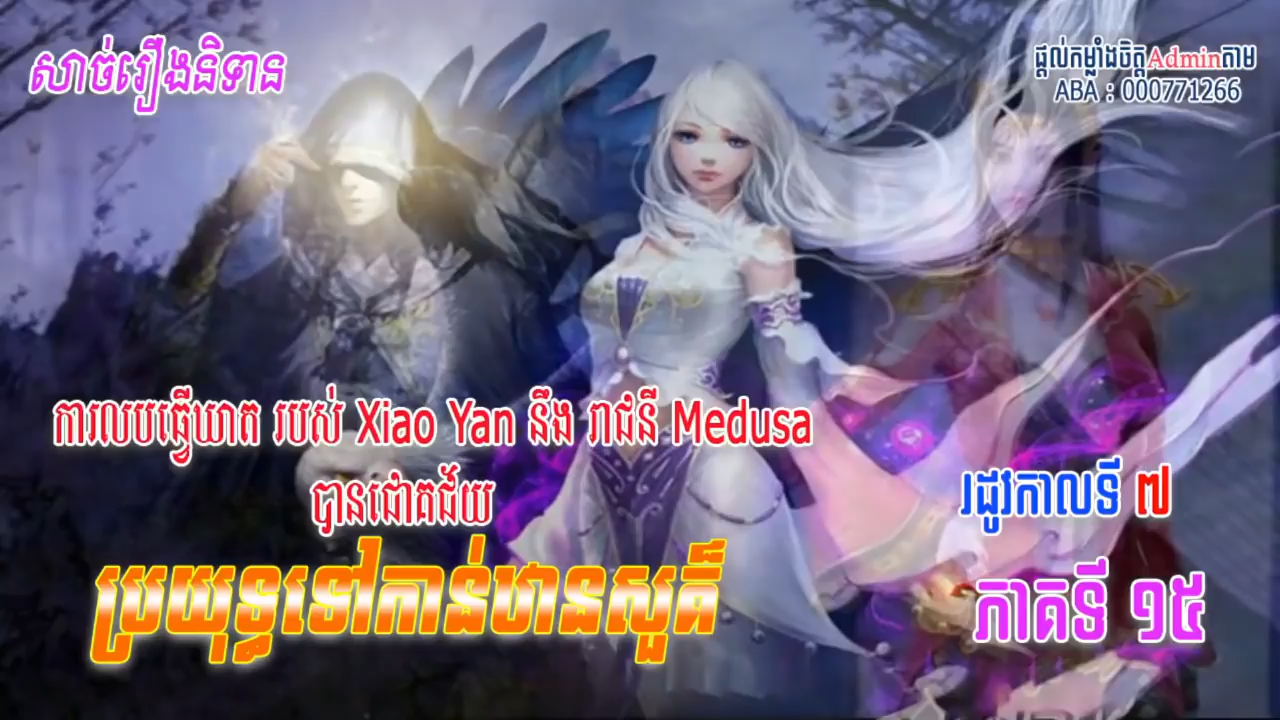 សាច់រឿងនិទាន
ផ្តល់កម្លាំងចិត្តAdminតាម
ABA : 000771266
ការលបធ្វើឃាត របស់ Xiao Yan នឹង រាជនី Medusa
បានជោគជ័យ
ប្រយុទ្ធទៅកាន់ឋានសួគ៌
រដូវកាលទី ៧
ភាគទី ១៥